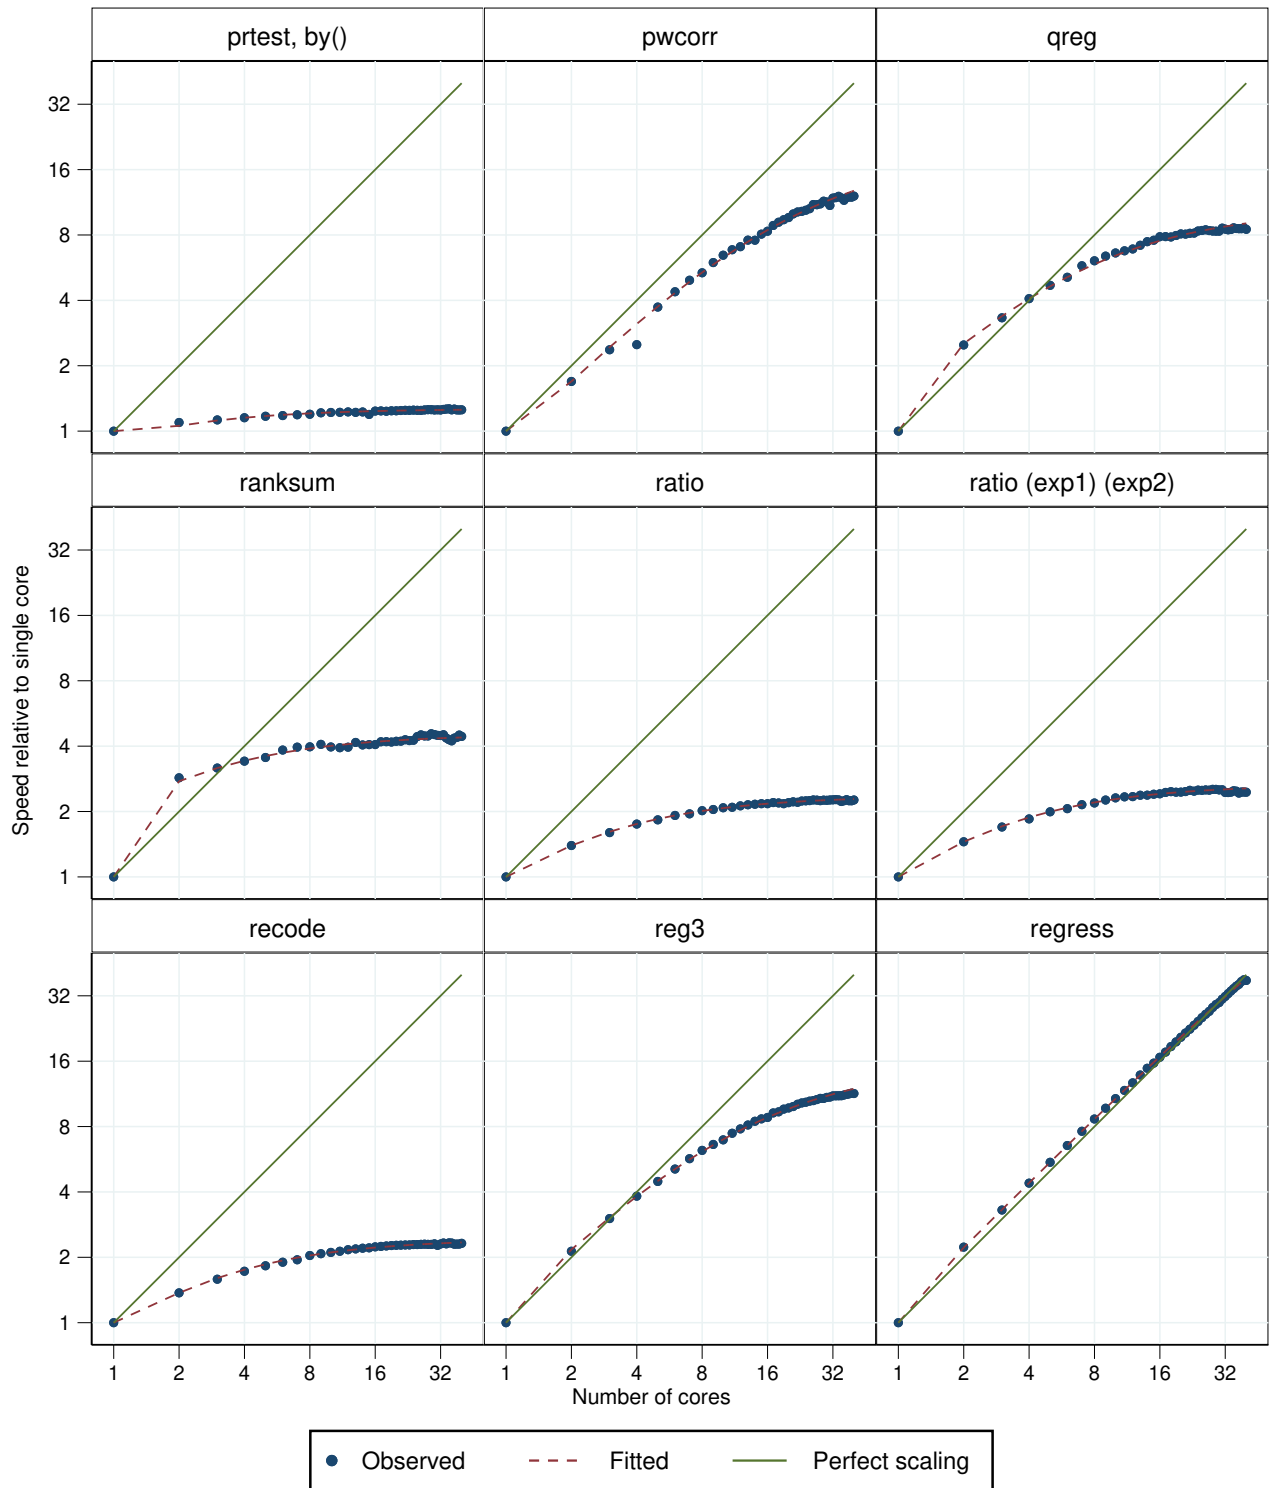 prtest, by()
pwcorr
qreg
32
16
8
4
2
1
ranksum
ratio
ratio (exp1) (exp2)
Speed relative to single core
32
16
8
4
2
1
recode
reg3
regress
32
16
8
4
2
1
1 2 4 8 16 32
1 2 4 8 16 32
1 2 4 8 16 32
Number of cores
Observed
Fitted
Perfect scaling